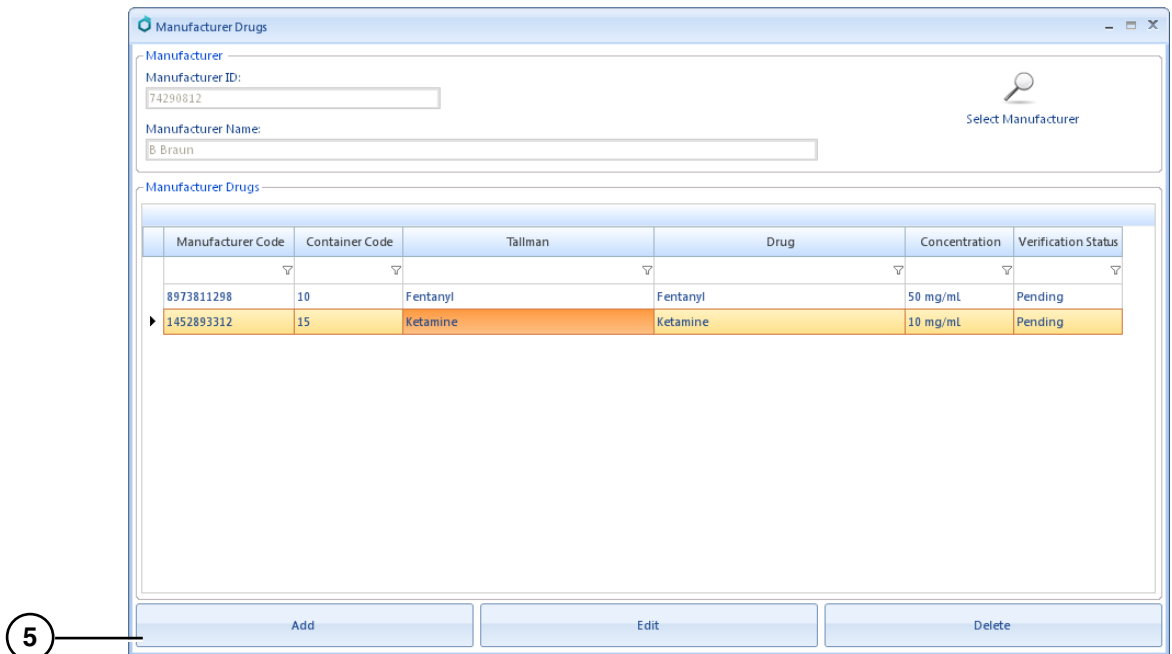 Manufacturer Drugs
Manufacturer
Manufacturer ID:
74290812
Select Manufacturer
Manufacturer Name:
B Braun
Manufacturer Drugs
Manufacturer Code Container Code Tallman Drug Concentration Verification Status
8973811298 10 Fentanyl Fentanyl 50 mg/mL Pending
1452893312 15 Ketamine Ketamine 10 mg/mL Pending
Add Edit Delete
5